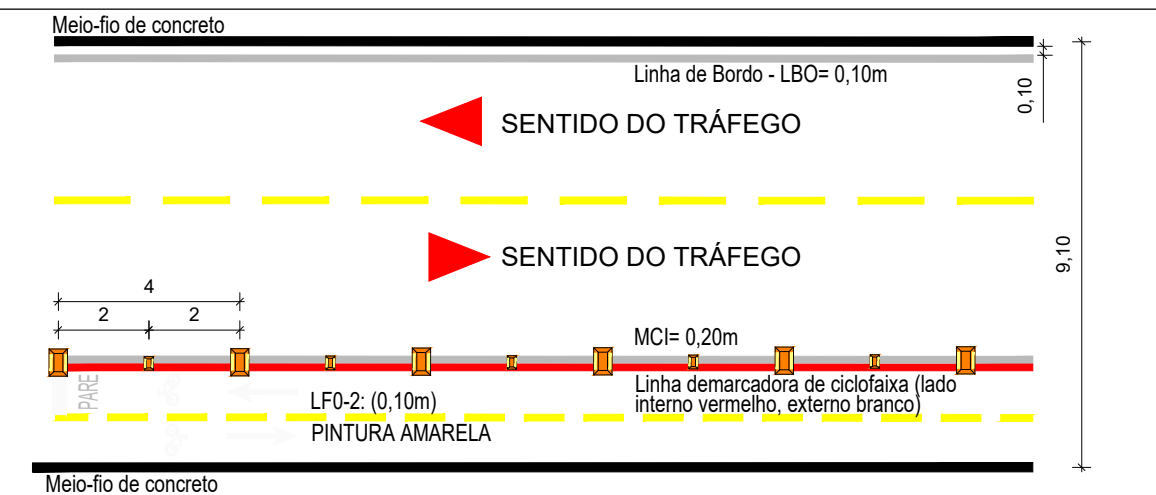 Meio-fio de concreto
Linha de Bordo - LBO= 0,10m
0,10
SENTIDO DO TRÁFEGO
9,10
SENTIDO DO TRÁFEGO
4
2
2
MCI= 0,20m
PARE
LF0-2: (0,10m)
Linha demarcadora de ciclofaixa (lado
interno vermelho, externo branco)
PINTURA AMARELA
Meio-fio de concreto